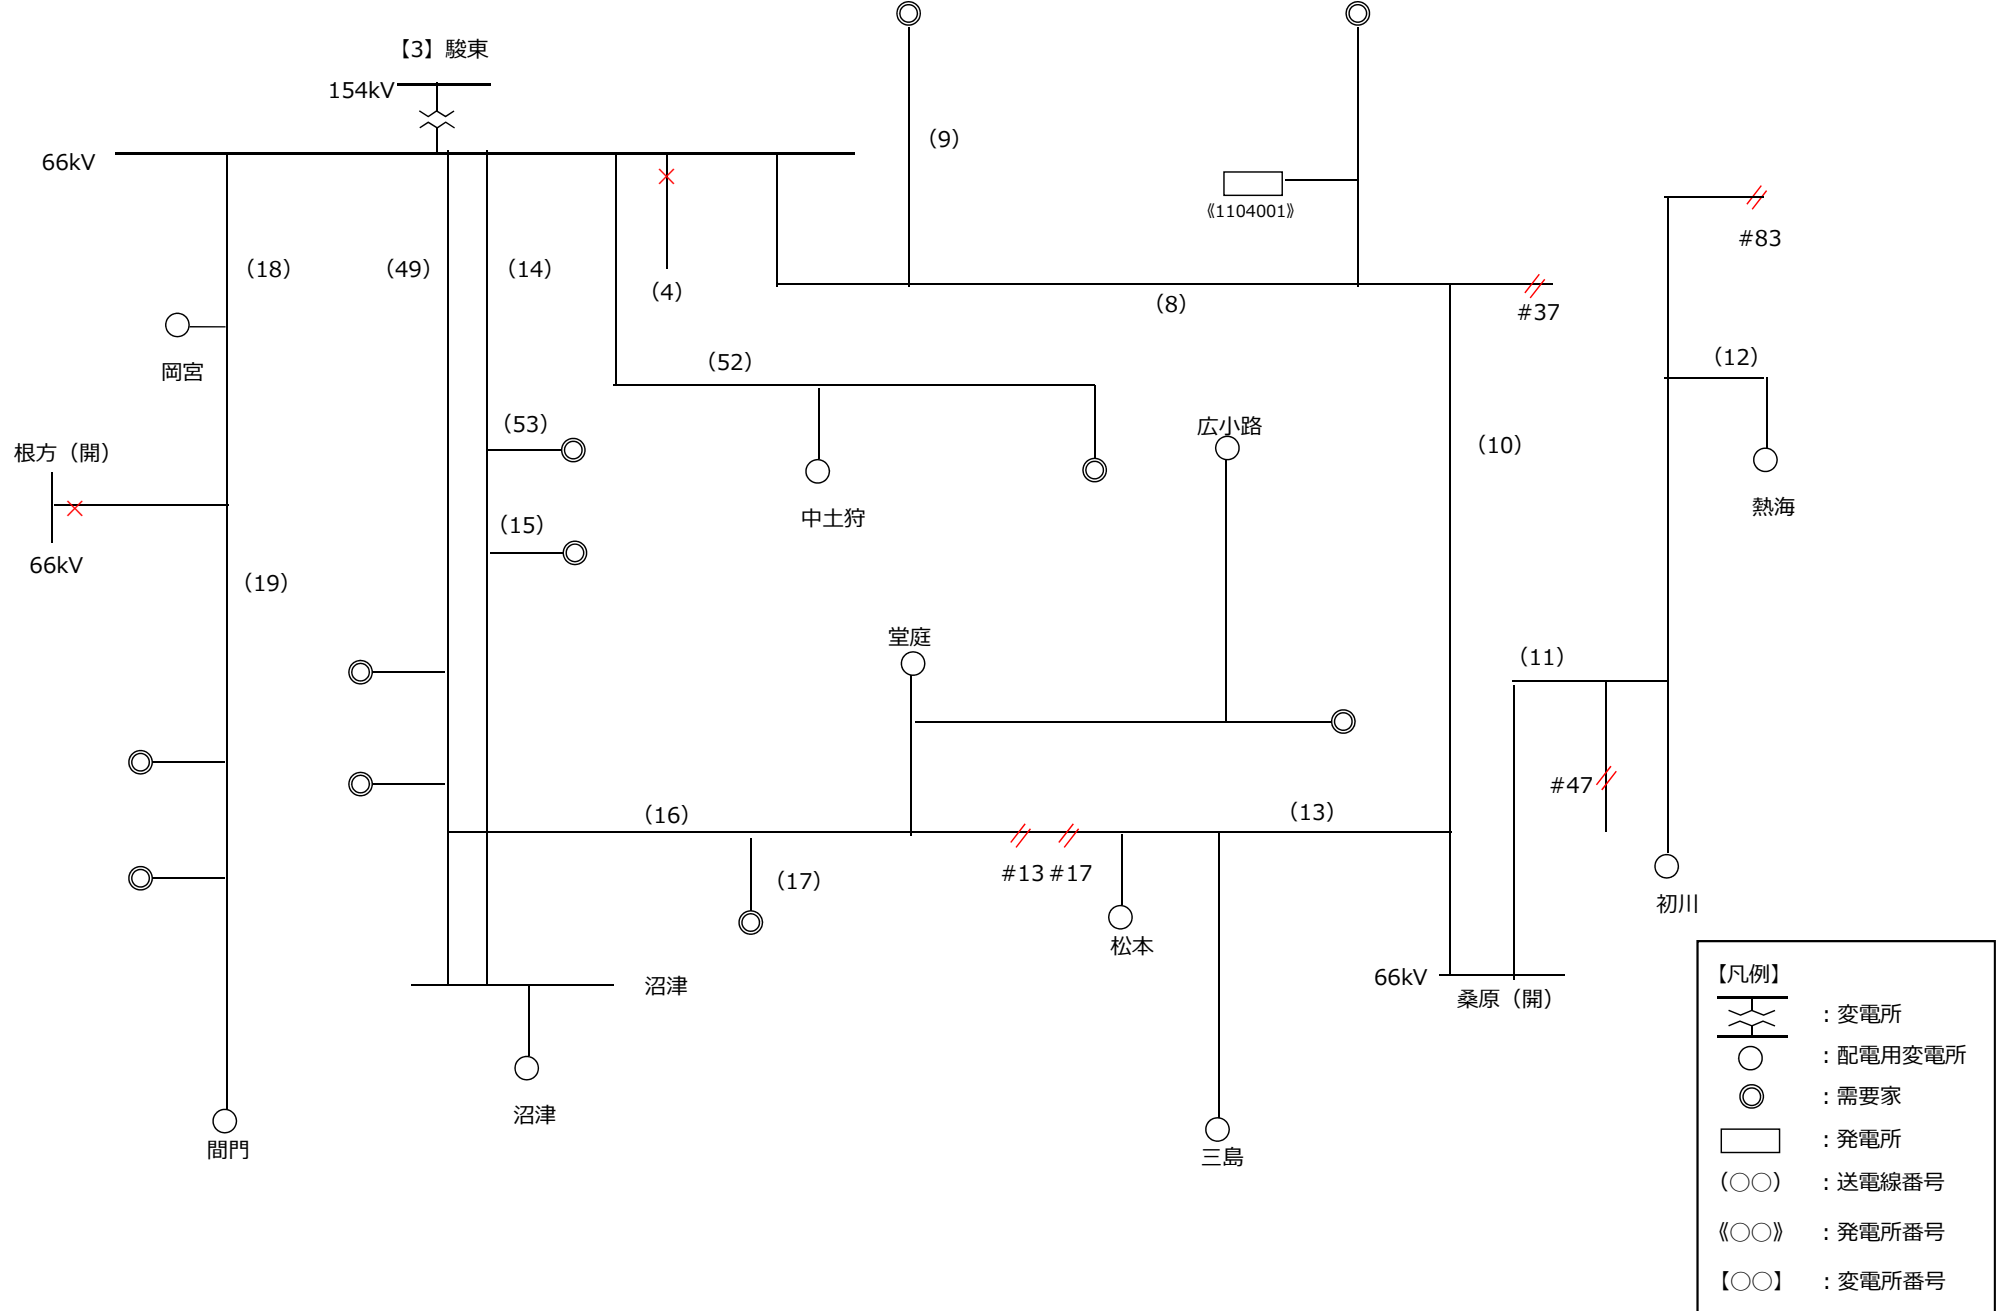 【3】駿東
154kV
66kV
（9）
《1104001》
#83
（18）
（49）
（14）
（4）
（8）
#37
岡宮
（52）
（12）
（53）
広小路
（10）
根方（開）
熱海
中土狩
（15）
66kV
（19）
堂庭
（11）
#47
（16）
（13）
#13 #17
（17）
初川
松本
沼津
66kV
桑原（開）
沼津
間門
三島
【凡例】
：変電所
：配電用変電所
：需要家
：発電所
(○○)　：送電線番号
《○○》　：発電所番号
【○○】　：変電所番号